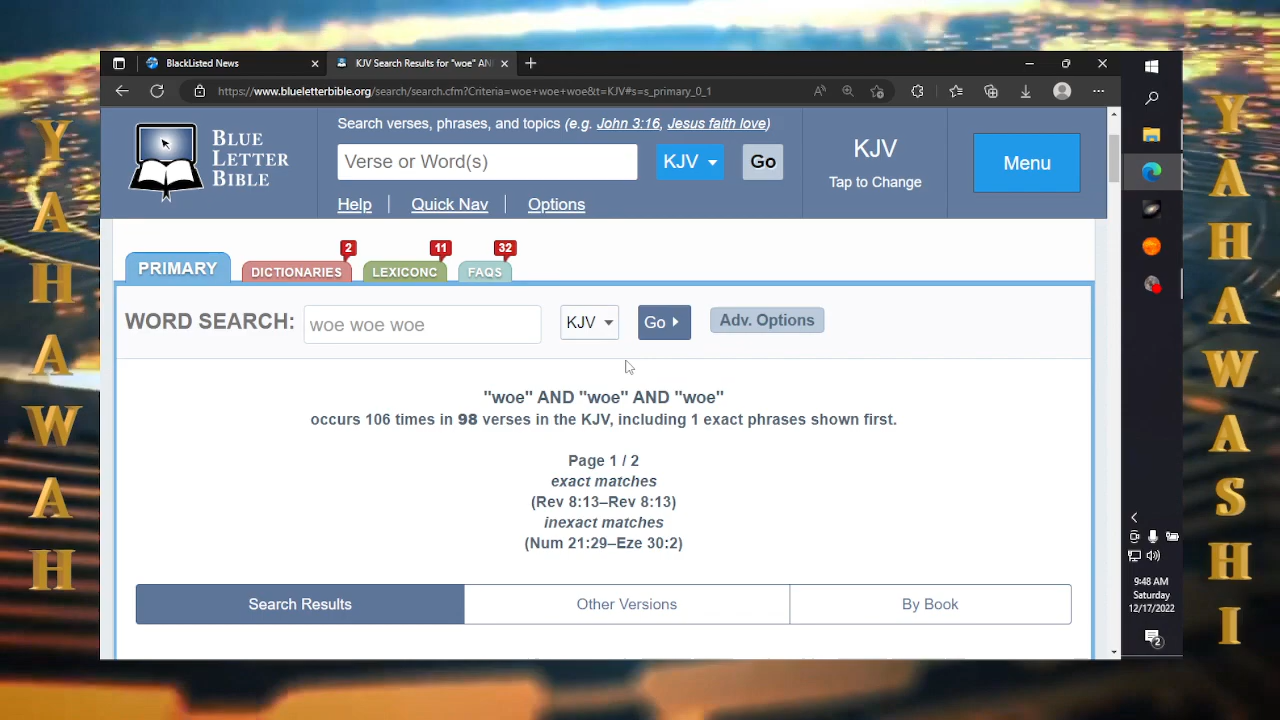 YAHAWAH
BlackListed News
KJV Search Results for "woe" AN
https://www.blueletterbible.org/search/search.cfm?Criteria=woe+woe+woe&t=KJV#s=s_primary_0_1
BLUE
LETTER
BIBLE
Search verses, phrases, and topics (e.g. John 3:16, Jesus faith love)
Verse or Word(s)
KJV
Go
Help
Quick Nav
Options
KJV
Tap to Change
Menu
PRIMARY
DICTIONARIES
2
LEXICONC
11
FAQS
32
WORD SEARCH:
woe woe woe
KJV
Go
Adv. Options
"woe" AND "woe" AND "woe"
occurs 106 times in 98 verses in the KJV, including 1 exact phrases shown first.
Page 1 / 2
exact matches
(Rev 8:13–Rev 8:13)
inexact matches
(Num 21:29–Eze 30:2)
Search Results
Other Versions
By Book
9:48 AM
Saturday
12/17/2022
2
YAHAWASHI